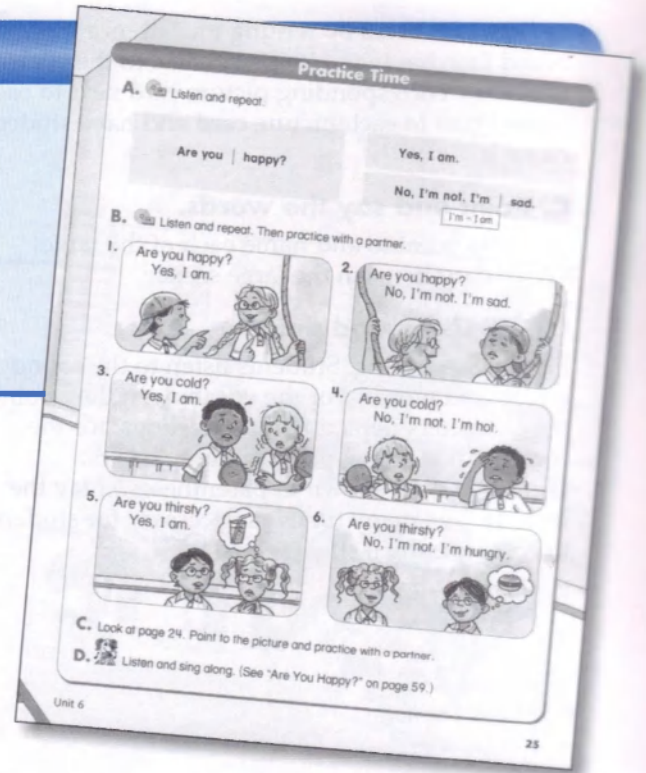 Practice Time
A. Listen and repeat.
Are you | happy?
Yes, I am.
No, I'm not. I'm | sad.
I'm = I am
B. Listen and repeat. Then practice with a partner.
1. Are you happy?
Yes, I am.
2. Are you happy?
No, I'm not. I'm sad.
3. Are you cold?
Yes, I am.
4. Are you cold?
No, I'm not. I'm hot.
5. Are you thirsty?
Yes, I am.
6. Are you thirsty?
No, I'm not. I'm hungry.
C. Look at page 24. Point to the picture and practice with a partner.
D. Listen and sing along. (See "Are You Happy?" on page 59.)
Unit 6
25